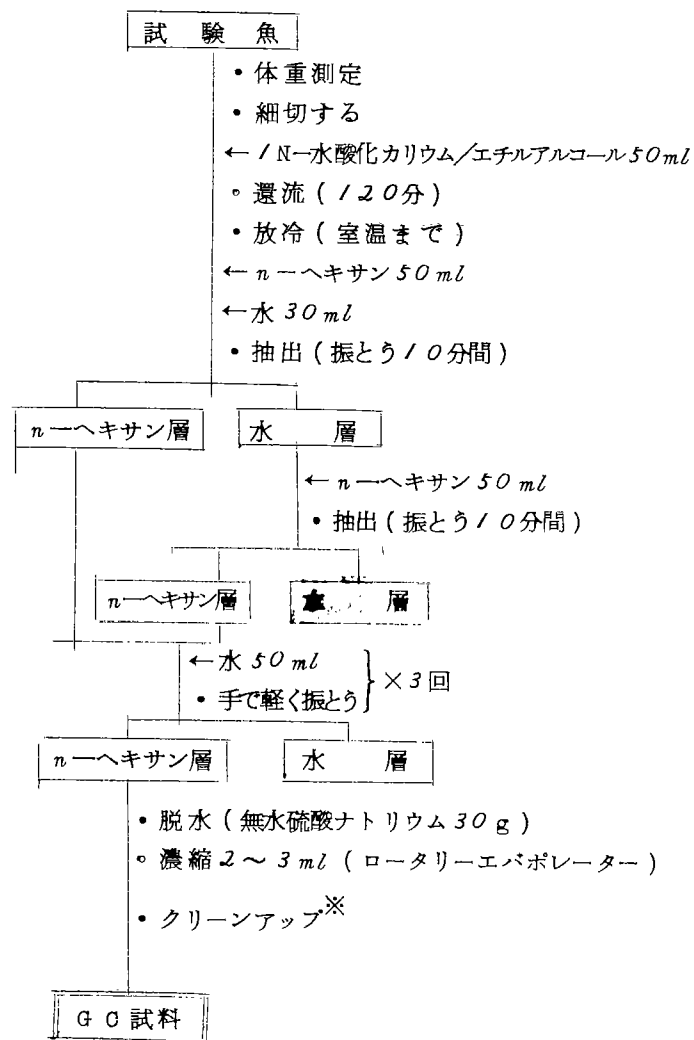 試験魚
・体重測定
・細切する
←1N-水酸化カリウム/エチルアルコール50ml
・還流(120分)
・放冷(室温まで)
←n-ヘキサン50ml
←水30ml
・抽出(振とう10分間)
n-ヘキサン層 水層
←n-ヘキサン50ml
・抽出(振とう10分間)
n-ヘキサン層 層
←水50ml
・手で軽く振とう
×3回
n-ヘキサン層 水層
・脱水(無水硫酸ナトリウム30g)
・濃縮2～3ml(ロータリーエバポレーター)
・クリーンアップ※
GC試料